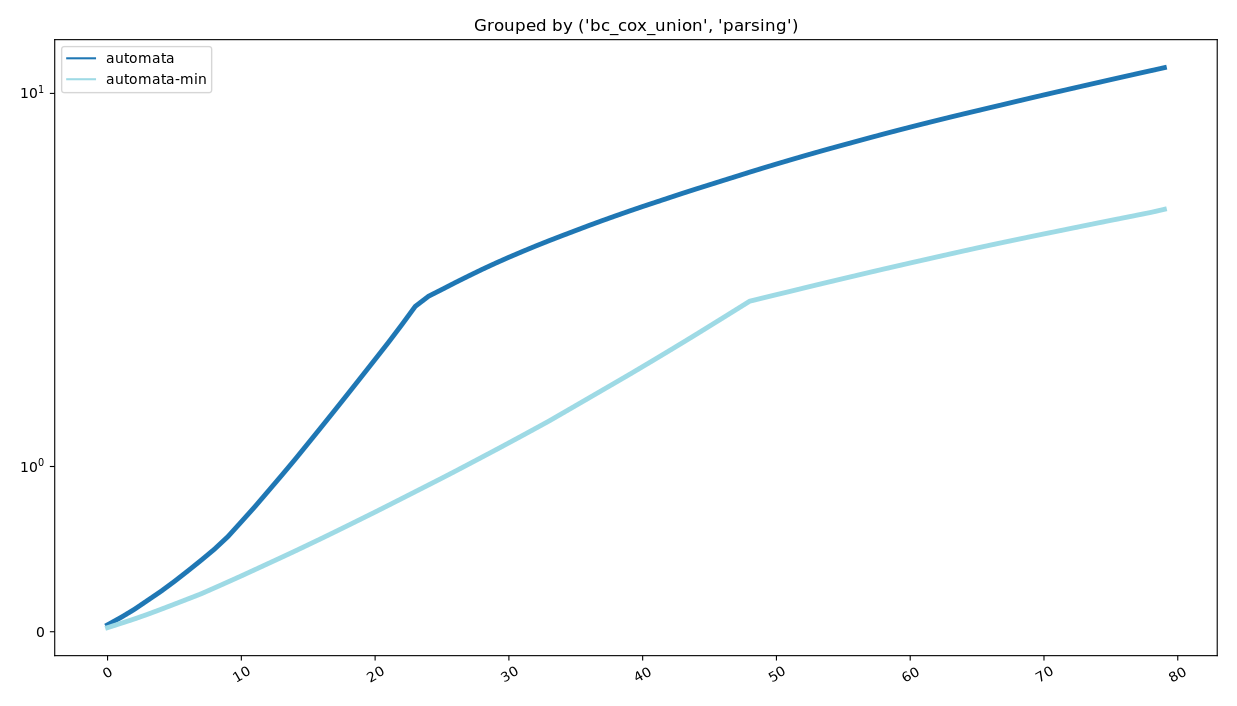 Grouped by ('bc_cox_union', 'parsing')
automata
automata-min
10¹
10⁰
0
0 10 20 30 40 50 60 70 80